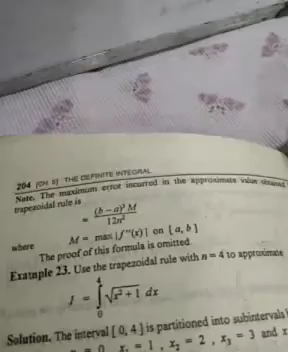 204 [CH 5] THE DEFINITE INTEGRAL
Note. The maximum error incurred in the approximate value obtained
trapezoidal rule is
= (b − a)³ M / 12n²
where M = max |f″(x)| on [a, b]
The proof of this formula is omitted.
Example 23. Use the trapezoidal rule with n = 4 to approximate
I = ∫₀⁴ √(x² + 1) dx
Solution. The interval [0, 4] is partitioned into subintervals
= 0 x₁ = 1, x₂ = 2, x₃ = 3 and x